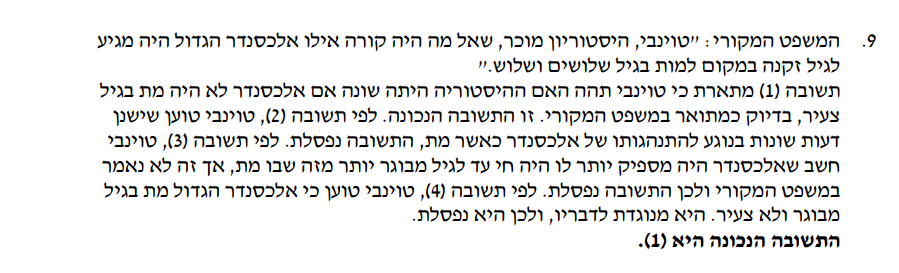 9. המשפט המקורי: "טוינבי, היסטוריון מוכר, שאל מה היה קורה אילו אלכסנדר הגדול היה מגיע
לגיל זקנה במקום למות בגיל שלושים ושלוש."
תשובה (1) מתארת כי טוינבי תהה האם ההיסטוריה היתה שונה אם אלכסנדר לא היה מת בגיל
צעיר, בדיוק כמתואר במשפט המקורי. זו התשובה הנכונה. לפי תשובה (2), טוינבי טוען שישנן
דעות שונות בנוגע להתנהגותו של אלכסנדר כאשר מת, התשובה נפסלת. לפי תשובה (3), טוינבי
חשב שאלכסנדר היה מספיק יותר לו היה חי עד לגיל מבוגר יותר מזה שבו מת, אך זה לא נאמר
במשפט המקורי ולכן התשובה נפסלת. לפי תשובה (4), טוינבי טוען כי אלכסנדר הגדול מת בגיל
מבוגר ולא צעיר. היא מנוגדת לדבריו, ולכן היא נפסלת.
התשובה הנכונה היא (1).